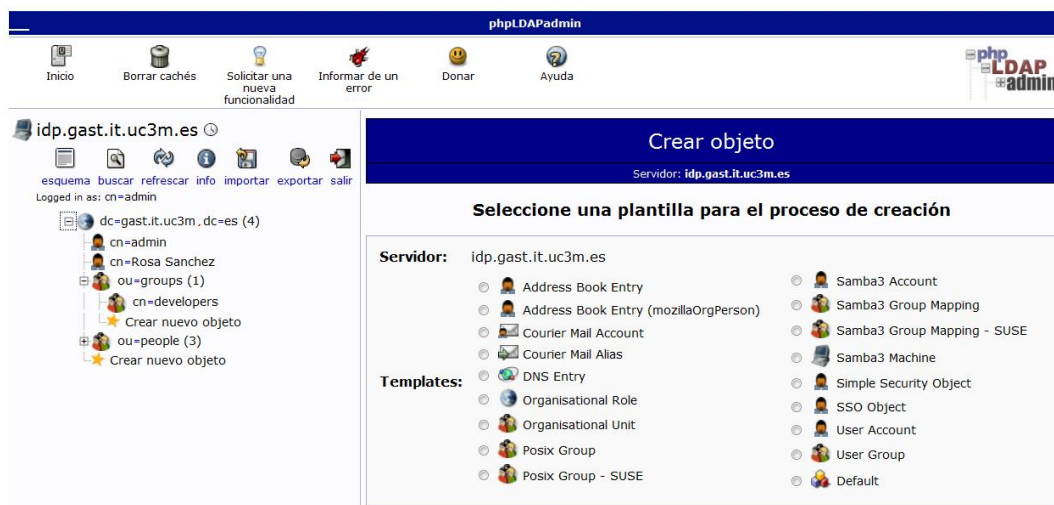 phpLDAPadmin
Inicio
Borrar cachés
Solicitar una
nueva
funcionalidad
Informar de un
error
Donar
Ayuda
php
LDAP
admin
idp.gast.it.uc3m.es
esquema buscar refrescar info importar exportar salir
Logged in as: cn=admin
dc=gast.it.uc3m,dc=es (4)
cn=admin
cn=Rosa Sanchez
ou=groups (1)
cn=developers
Crear nuevo objeto
ou=people (3)
Crear nuevo objeto
Crear objeto
Servidor: idp.gast.it.uc3m.es
Seleccione una plantilla para el proceso de creación
Servidor: idp.gast.it.uc3m.es
Templates:
Address Book Entry
Address Book Entry (mozillaOrgPerson)
Courier Mail Account
Courier Mail Alias
DNS Entry
Organisational Role
Organisational Unit
Posix Group
Posix Group - SUSE
Samba3 Account
Samba3 Group Mapping
Samba3 Group Mapping - SUSE
Samba3 Machine
Simple Security Object
SSO Object
User Account
User Group
Default